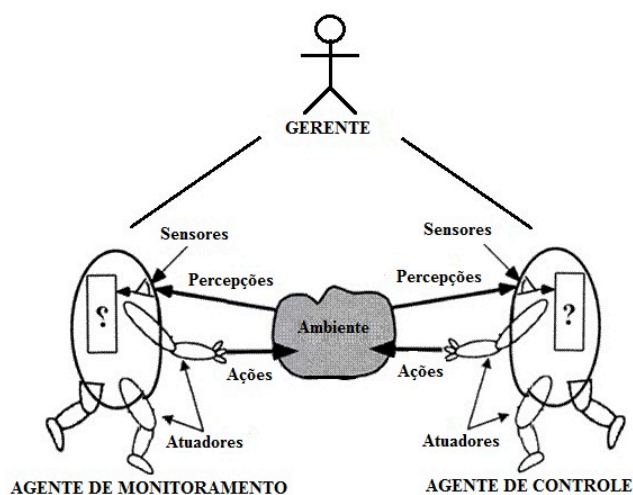 GERENTE
Sensores
Sensores
Percepções
Percepções
?
?
Ambiente
Ações
Ações
Atuadores
Atuadores
AGENTE DE MONITORAMENTO
AGENTE DE CONTROLE